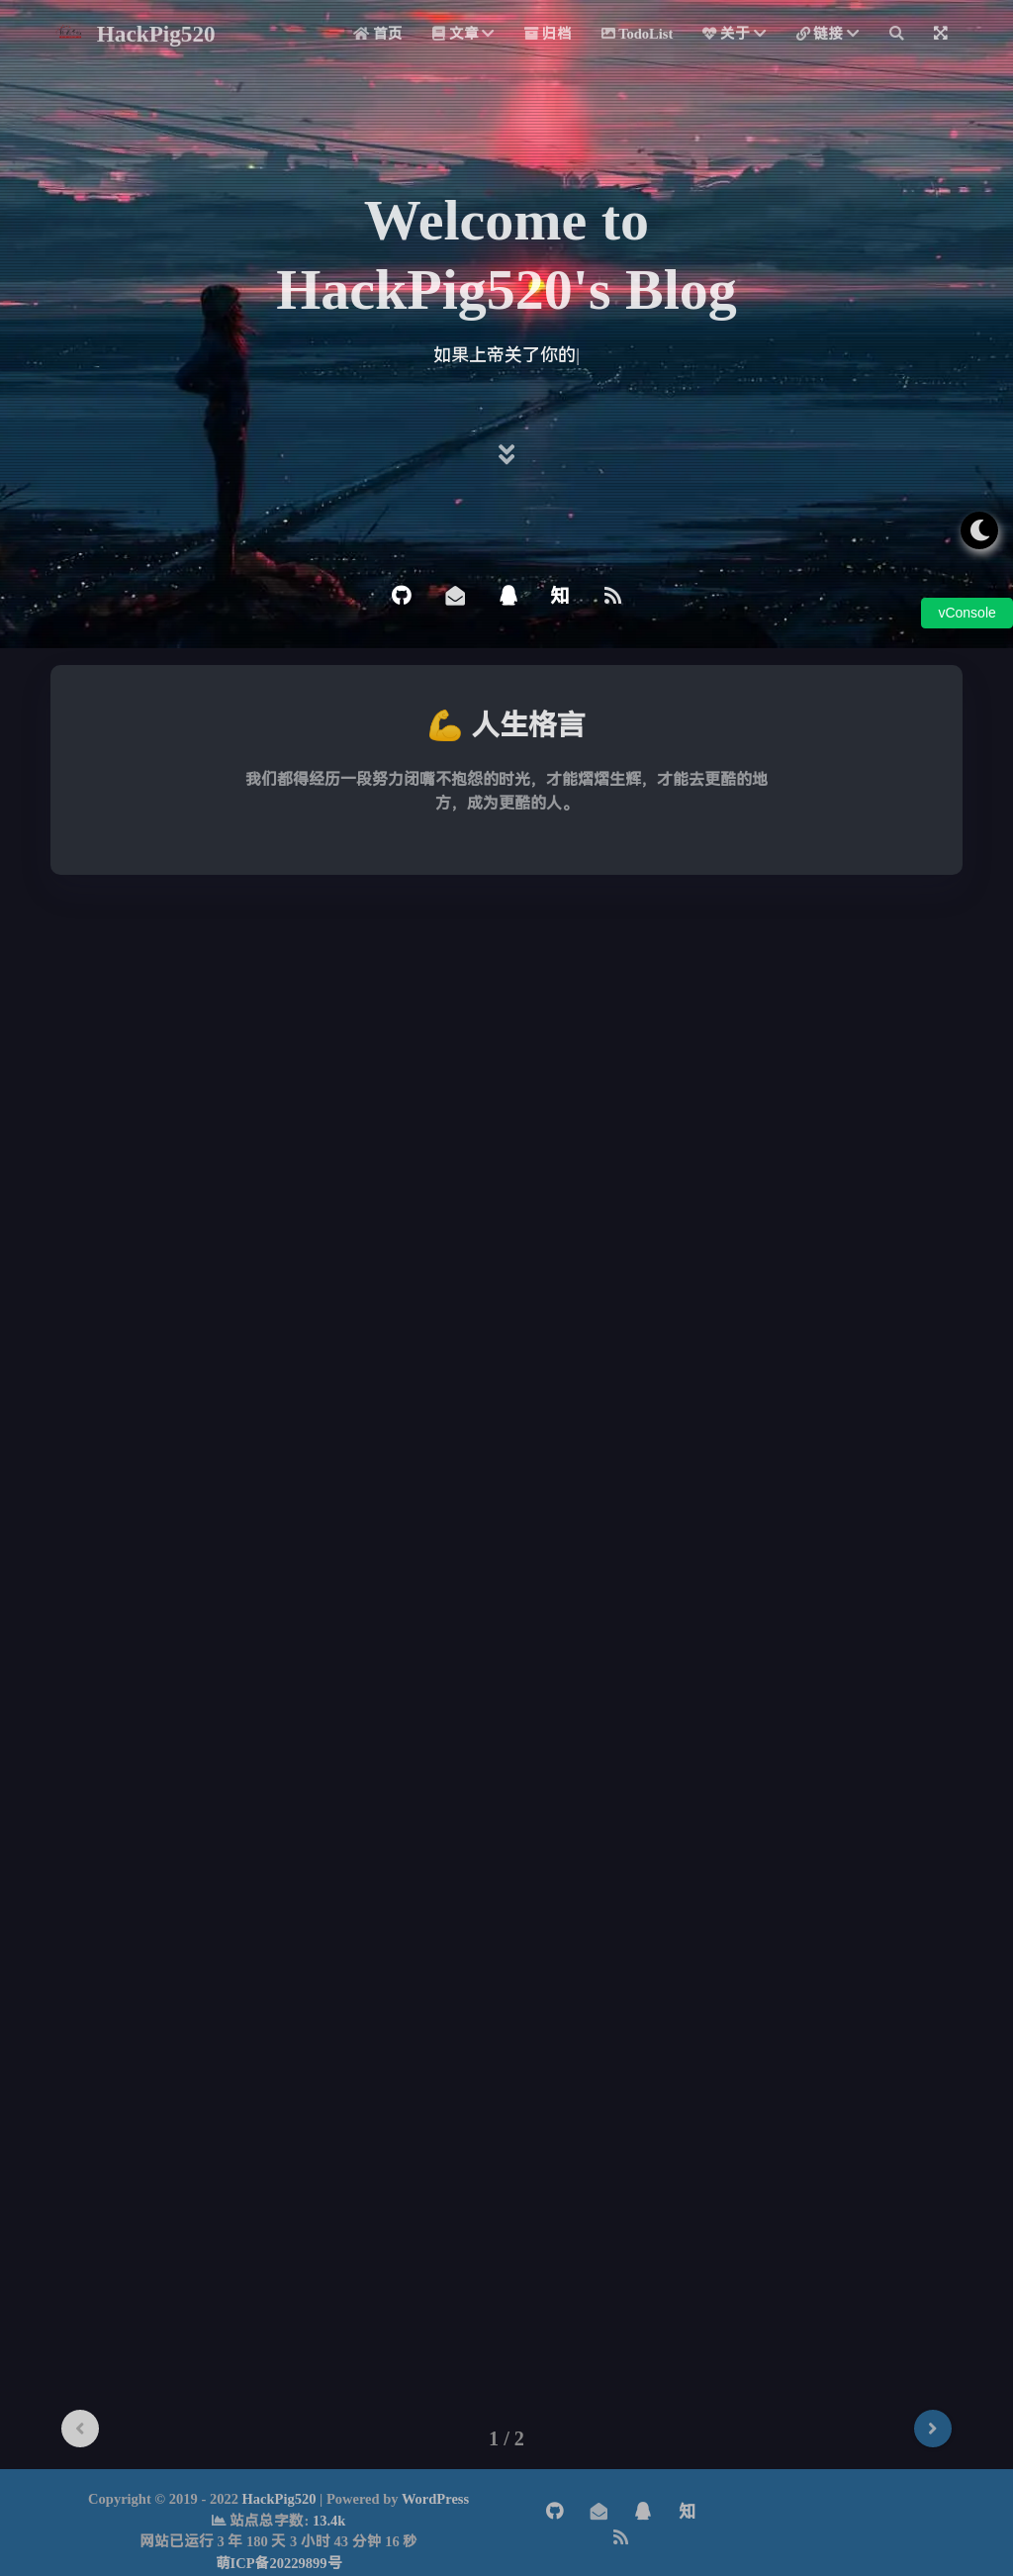 HackPig520
首页 文章 归档 TodoList 关于 链接
Welcome to
HackPig520's Blog
如果上帝关了你的|
知
vConsole
💪 人生格言
我们都得经历一段努力闭嘴不抱怨的时光，才能熠熠生辉，才能去更酷的地
方，成为更酷的人。
1 / 2
Copyright © 2019 - 2022 HackPig520 | Powered by WordPress
站点总字数: 13.4k
网站已运行 3 年 180 天 3 小时 43 分钟 16 秒
萌ICP备20229899号
知